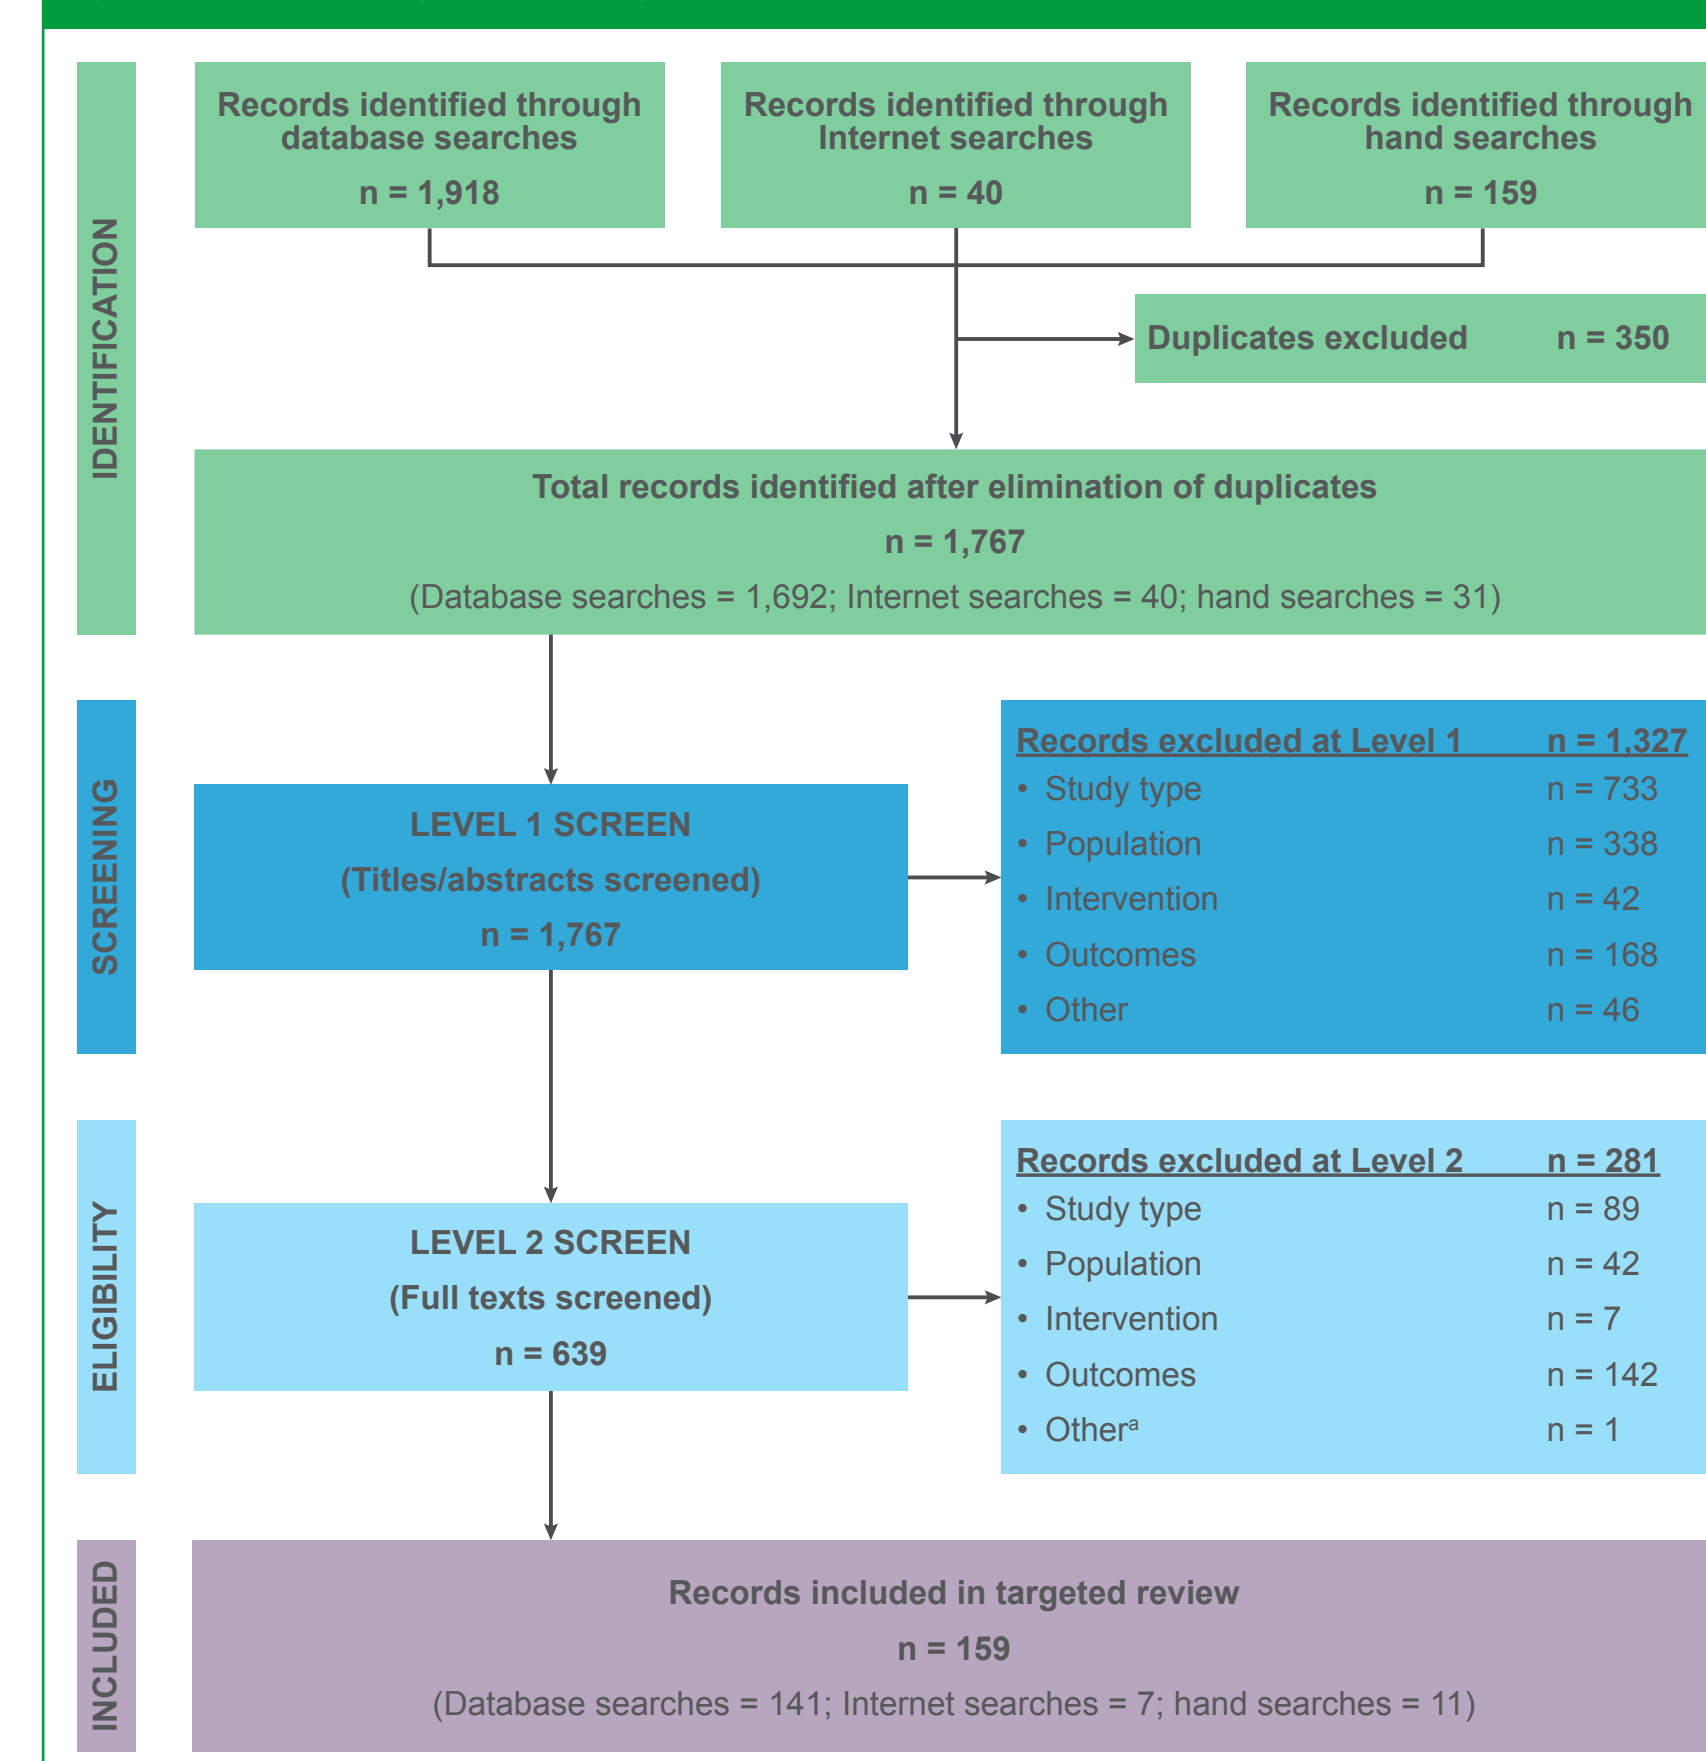 Records identified through
database searches
n = 1,918
Records identified through
Internet searches
n = 40
Records identified through
hand searches
n = 159
IDENTIFICATION
Duplicates excluded n = 350
Total records identified after elimination of duplicates
n = 1,767
(Database searches = 1,692; Internet searches = 40; hand searches = 31)
SCREENING
LEVEL 1 SCREEN
(Titles/abstracts screened)
n = 1,767
Records excluded at Level 1 n = 1,327
• Study type n = 733
• Population n = 338
• Intervention n = 42
• Outcomes n = 168
• Other n = 46
ELIGIBILITY
LEVEL 2 SCREEN
(Full texts screened)
n = 639
Records excluded at Level 2 n = 281
• Study type n = 89
• Population n = 42
• Intervention n = 7
• Outcomes n = 142
• Otherᵃ n = 1
INCLUDED
Records included in targeted review
n = 159
(Database searches = 141; Internet searches = 7; hand searches = 11)